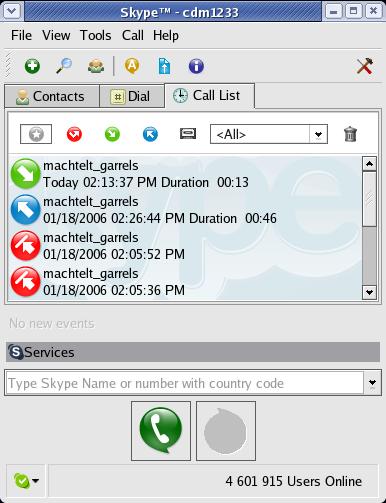 Skype™ - cdm1233
File View Tools Call Help
Contacts Dial Call List
<All>
machtelt_garrels
Today 02:13:37 PM Duration 00:13
machtelt_garrels
01/18/2006 02:26:44 PM Duration 00:46
machtelt_garrels
01/18/2006 02:05:52 PM
machtelt_garrels
01/18/2006 02:05:36 PM
No new events
Services
Type Skype Name or number with country code
4 601 915 Users Online